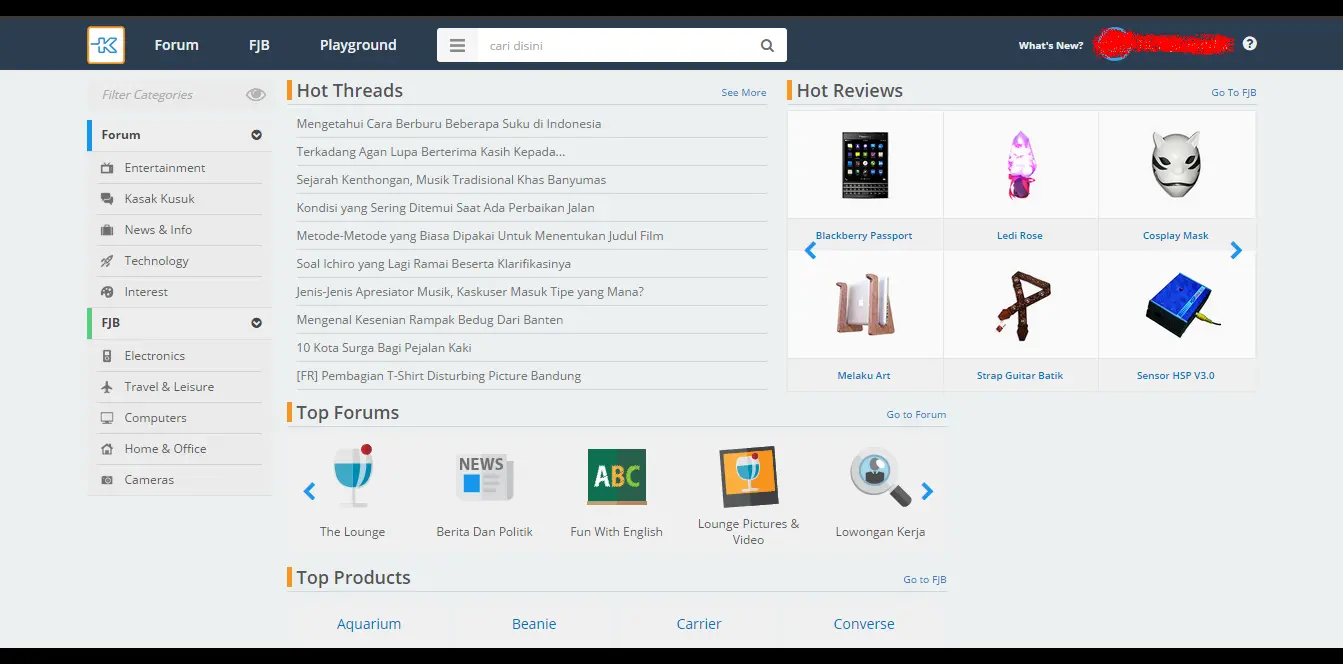 K
Forum
FJB
Playground
cari disini
What's New?
?
Filter Categories
Forum
Entertainment
Kasak Kusuk
News & Info
Technology
Interest
FJB
Electronics
Travel & Leisure
Computers
Home & Office
Cameras
Hot Threads
See More
Mengetahui Cara Berburu Beberapa Suku di Indonesia
Terkadang Agan Lupa Berterima Kasih Kepada...
Sejarah Kenthongan, Musik Tradisional Khas Banyumas
Kondisi yang Sering Ditemui Saat Ada Perbaikan Jalan
Metode-Metode yang Biasa Dipakai Untuk Menentukan Judul Film
Soal Ichiro yang Lagi Ramai Beserta Klarifikasinya
Jenis-Jenis Apresiator Musik, Kaskuser Masuk Tipe yang Mana?
Mengenal Kesenian Rampak Bedug Dari Banten
10 Kota Surga Bagi Pejalan Kaki
[FR] Pembagian T-Shirt Disturbing Picture Bandung
Hot Reviews
Go To FJB
Blackberry Passport
Ledi Rose
Cosplay Mask
Melaku Art
Strap Guitar Batik
Sensor HSP V3.0
Top Forums
Go to Forum
NEWS
ABC
The Lounge
Berita Dan Politik
Fun With English
Lounge Pictures &
Video
Lowongan Kerja
Top Products
Go to FJB
Aquarium
Beanie
Carrier
Converse